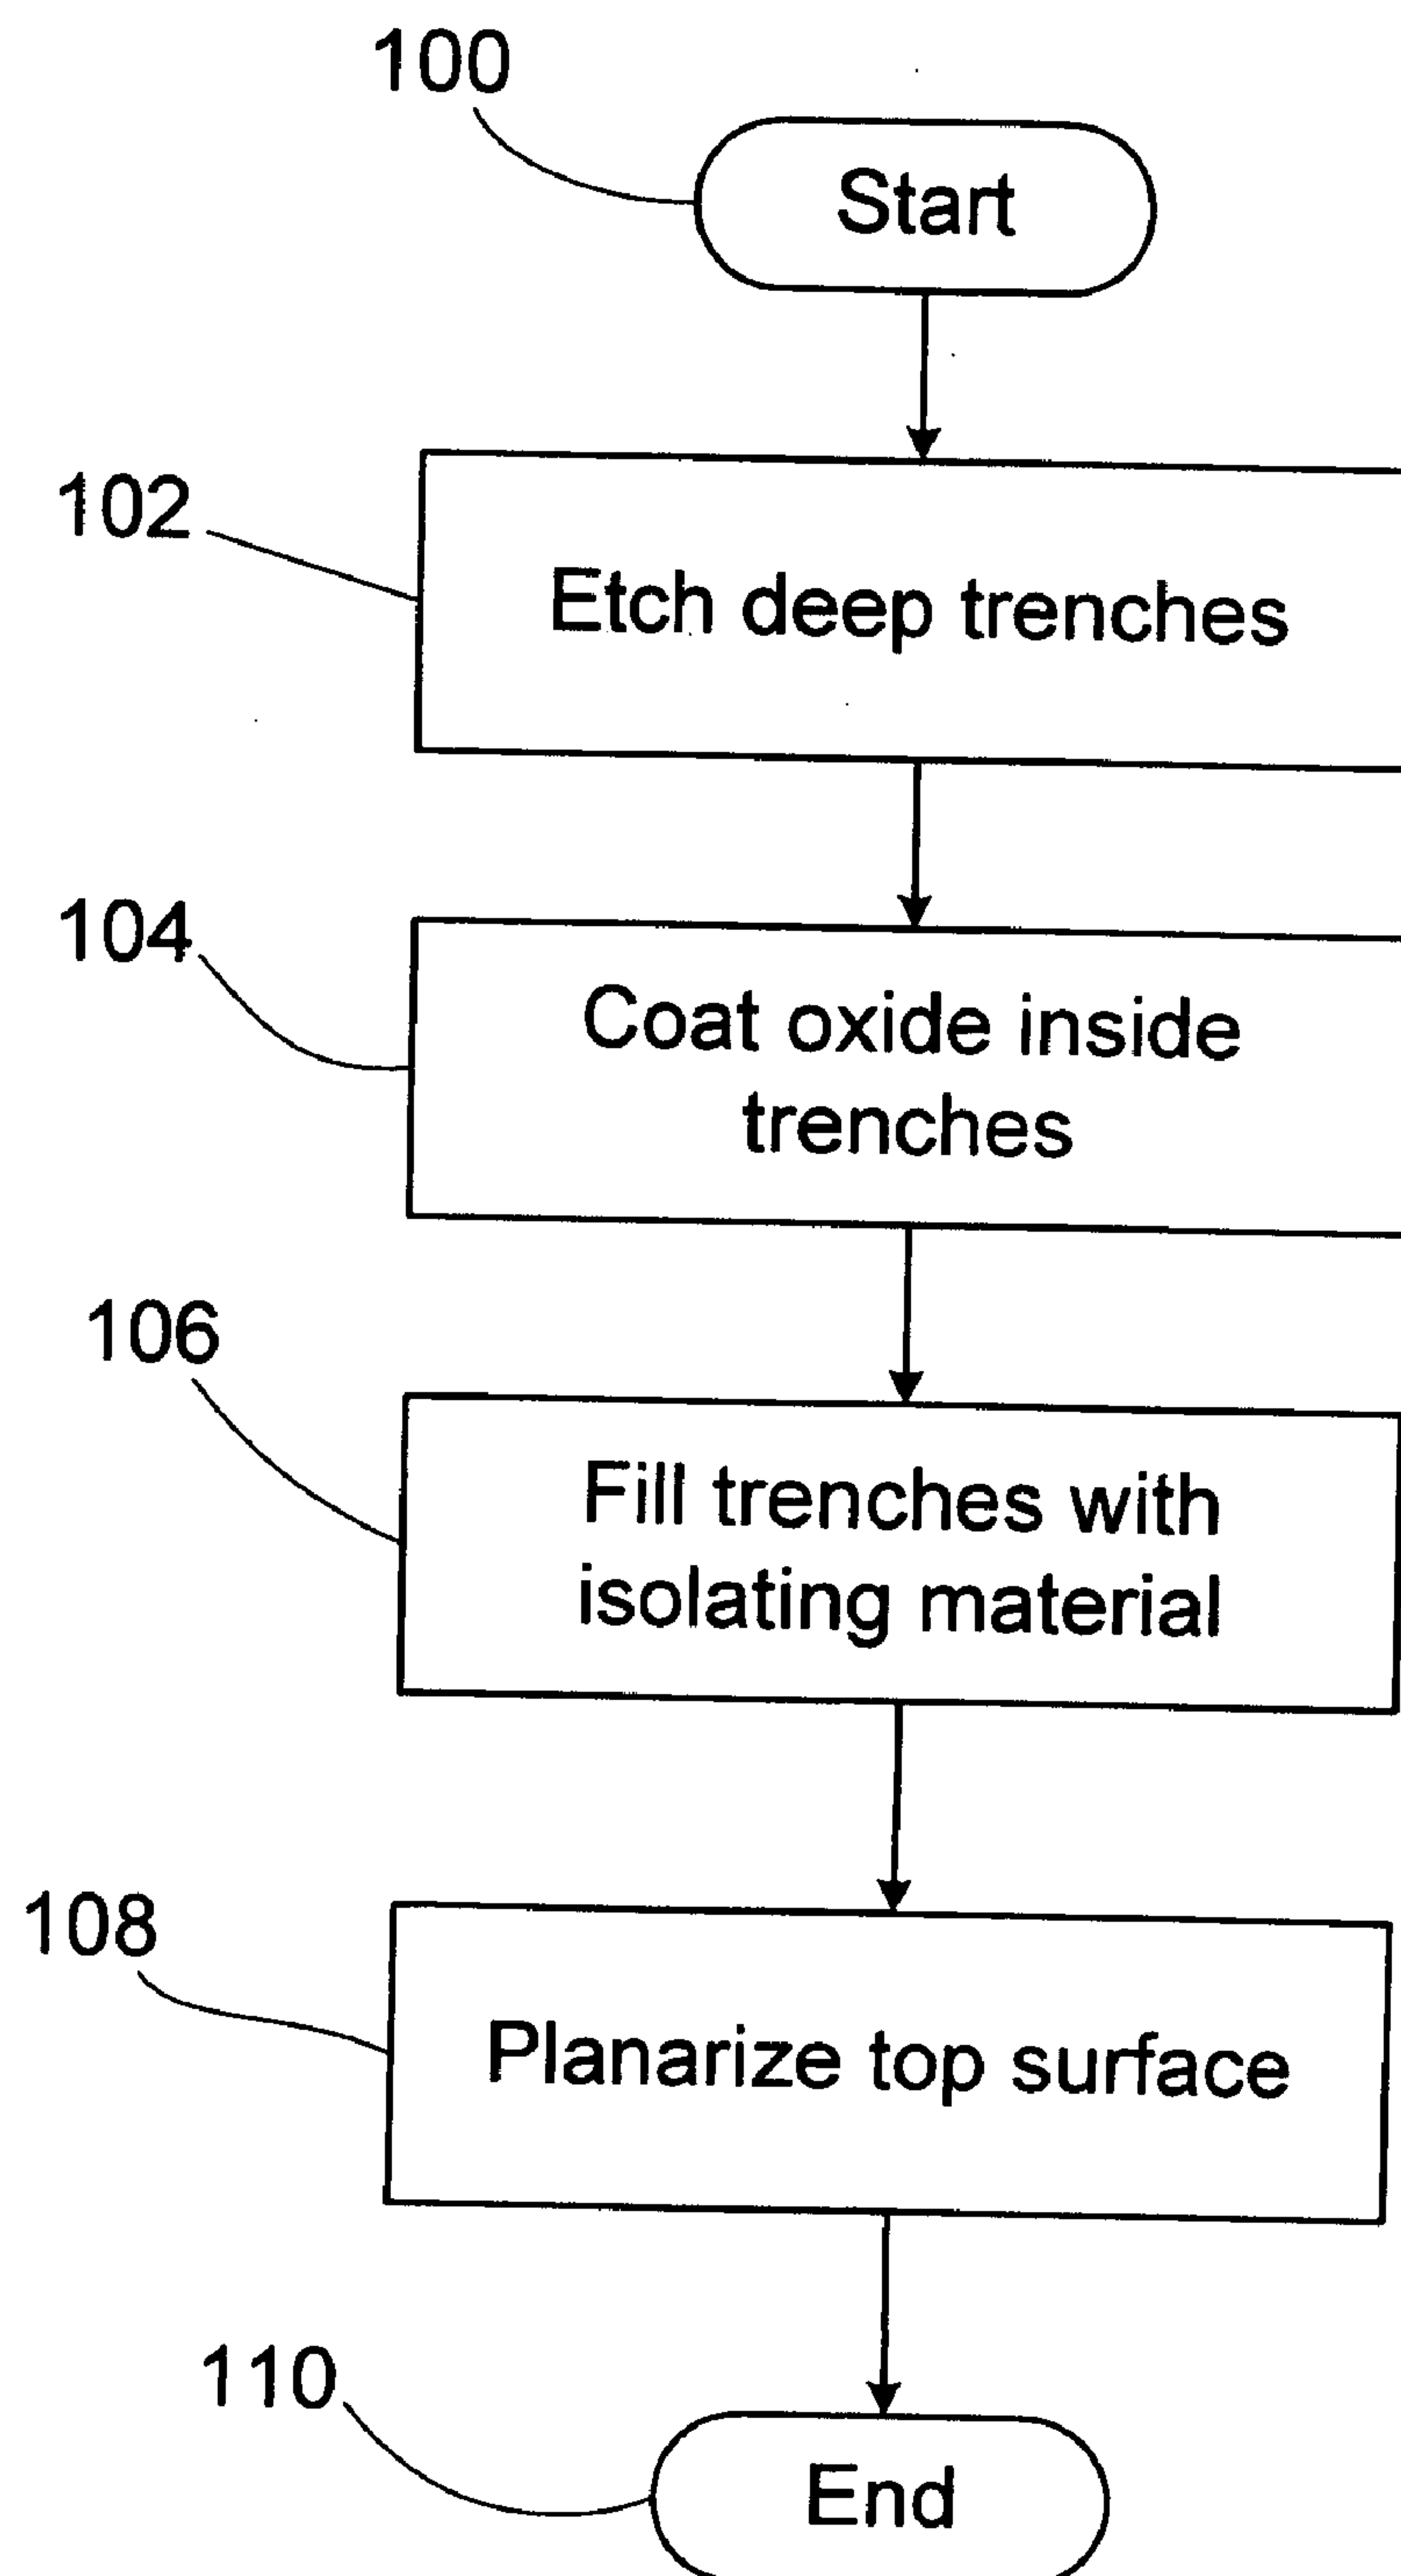 100
Start
102
Etch deep trenches
104
Coat oxide inside
trenches
106
Fill trenches with
isolating material
108
Planarize top surface
110
End